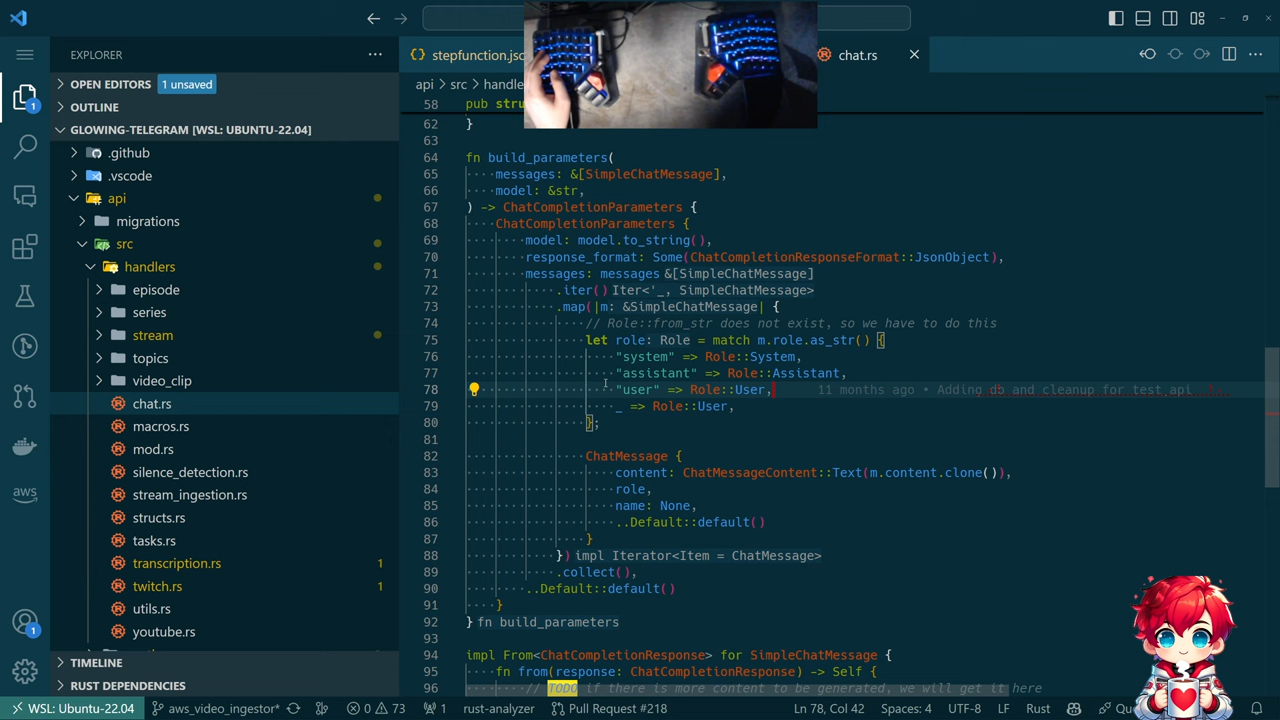 stepfunction.jsc
chat.rs
EXPLORER
OPEN EDITORS 1 unsaved
OUTLINE
GLOWING-TELEGRAM [WSL: UBUNTU-22.04]
.github
.vscode
api
migrations
src
handlers
episode
series
stream
topics
video_clip
chat.rs
macros.rs
mod.rs
silence_detection.rs
stream_ingestion.rs
structs.rs
tasks.rs
transcription.rs 1
twitch.rs 1
utils.rs
youtube.rs
TIMELINE
RUST DEPENDENCIES
1
aws
1
api > src > handle
58 pub stru
62 }
63
64 fn build_parameters(
65 messages: &[SimpleChatMessage],
66 model: &str,
67 ) -> ChatCompletionParameters {
68 ChatCompletionParameters {
69 model: model.to_string(),
70 response_format: Some(ChatCompletionResponseFormat::JsonObject),
71 messages: messages &[SimpleChatMessage]
72 .iter() Iter<'_, SimpleChatMessage>
73 .map(|m: &SimpleChatMessage| {
74 // Role::from_str does not exist, so we have to do this
75 let role: Role = match m.role.as_str() {
76 "system" => Role::System,
77 "assistant" => Role::Assistant,
78 "user" => Role::User, 11 months ago • Adding db and cleanup for test api
79 _ => Role::User,
80 };
81
82 ChatMessage {
83 content: ChatMessageContent::Text(m.content.clone()),
84 role,
85 name: None,
86 ..Default::default()
87 }
88 }) impl Iterator<Item = ChatMessage>
89 .collect(),
90 ..Default::default()
91 }
92 } fn build_parameters
93
94 impl From<ChatCompletionResponse> for SimpleChatMessage {
95 fn from(response: ChatCompletionResponse) -> Self {
96 // TODO if there is more content to be generated, we will get it here
WSL: Ubuntu-22.04 aws_video_ingestor* 0 73 1 rust-analyzer Pull Request #218 Ln 78, Col 42 Spaces: 4 UTF-8 LF Rust